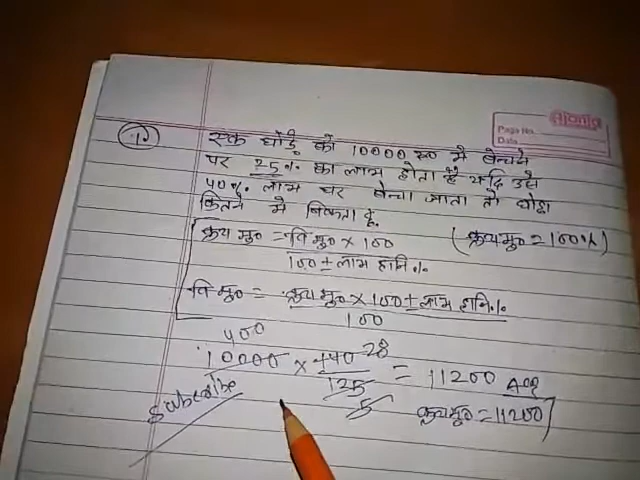 1.
एक घोड़े को 10000 रु० में बेचने
पर 25% का लाभ होता है यदि उसे
40% लाभ पर बेचा जाता तो घोड़ा
कितने में बिकता है.
क्रय मू० = वि मू० × 100 (क्रय मू० = 100%)
100 ± लाभ हानि %
वि मू० = क्रय मू० × 100 ± लाभ हानि %
100
400
10000 × 140 28 = 11200 Ans
125
5
क्रय मू० = 11200
Subscribe
Page No.
Date